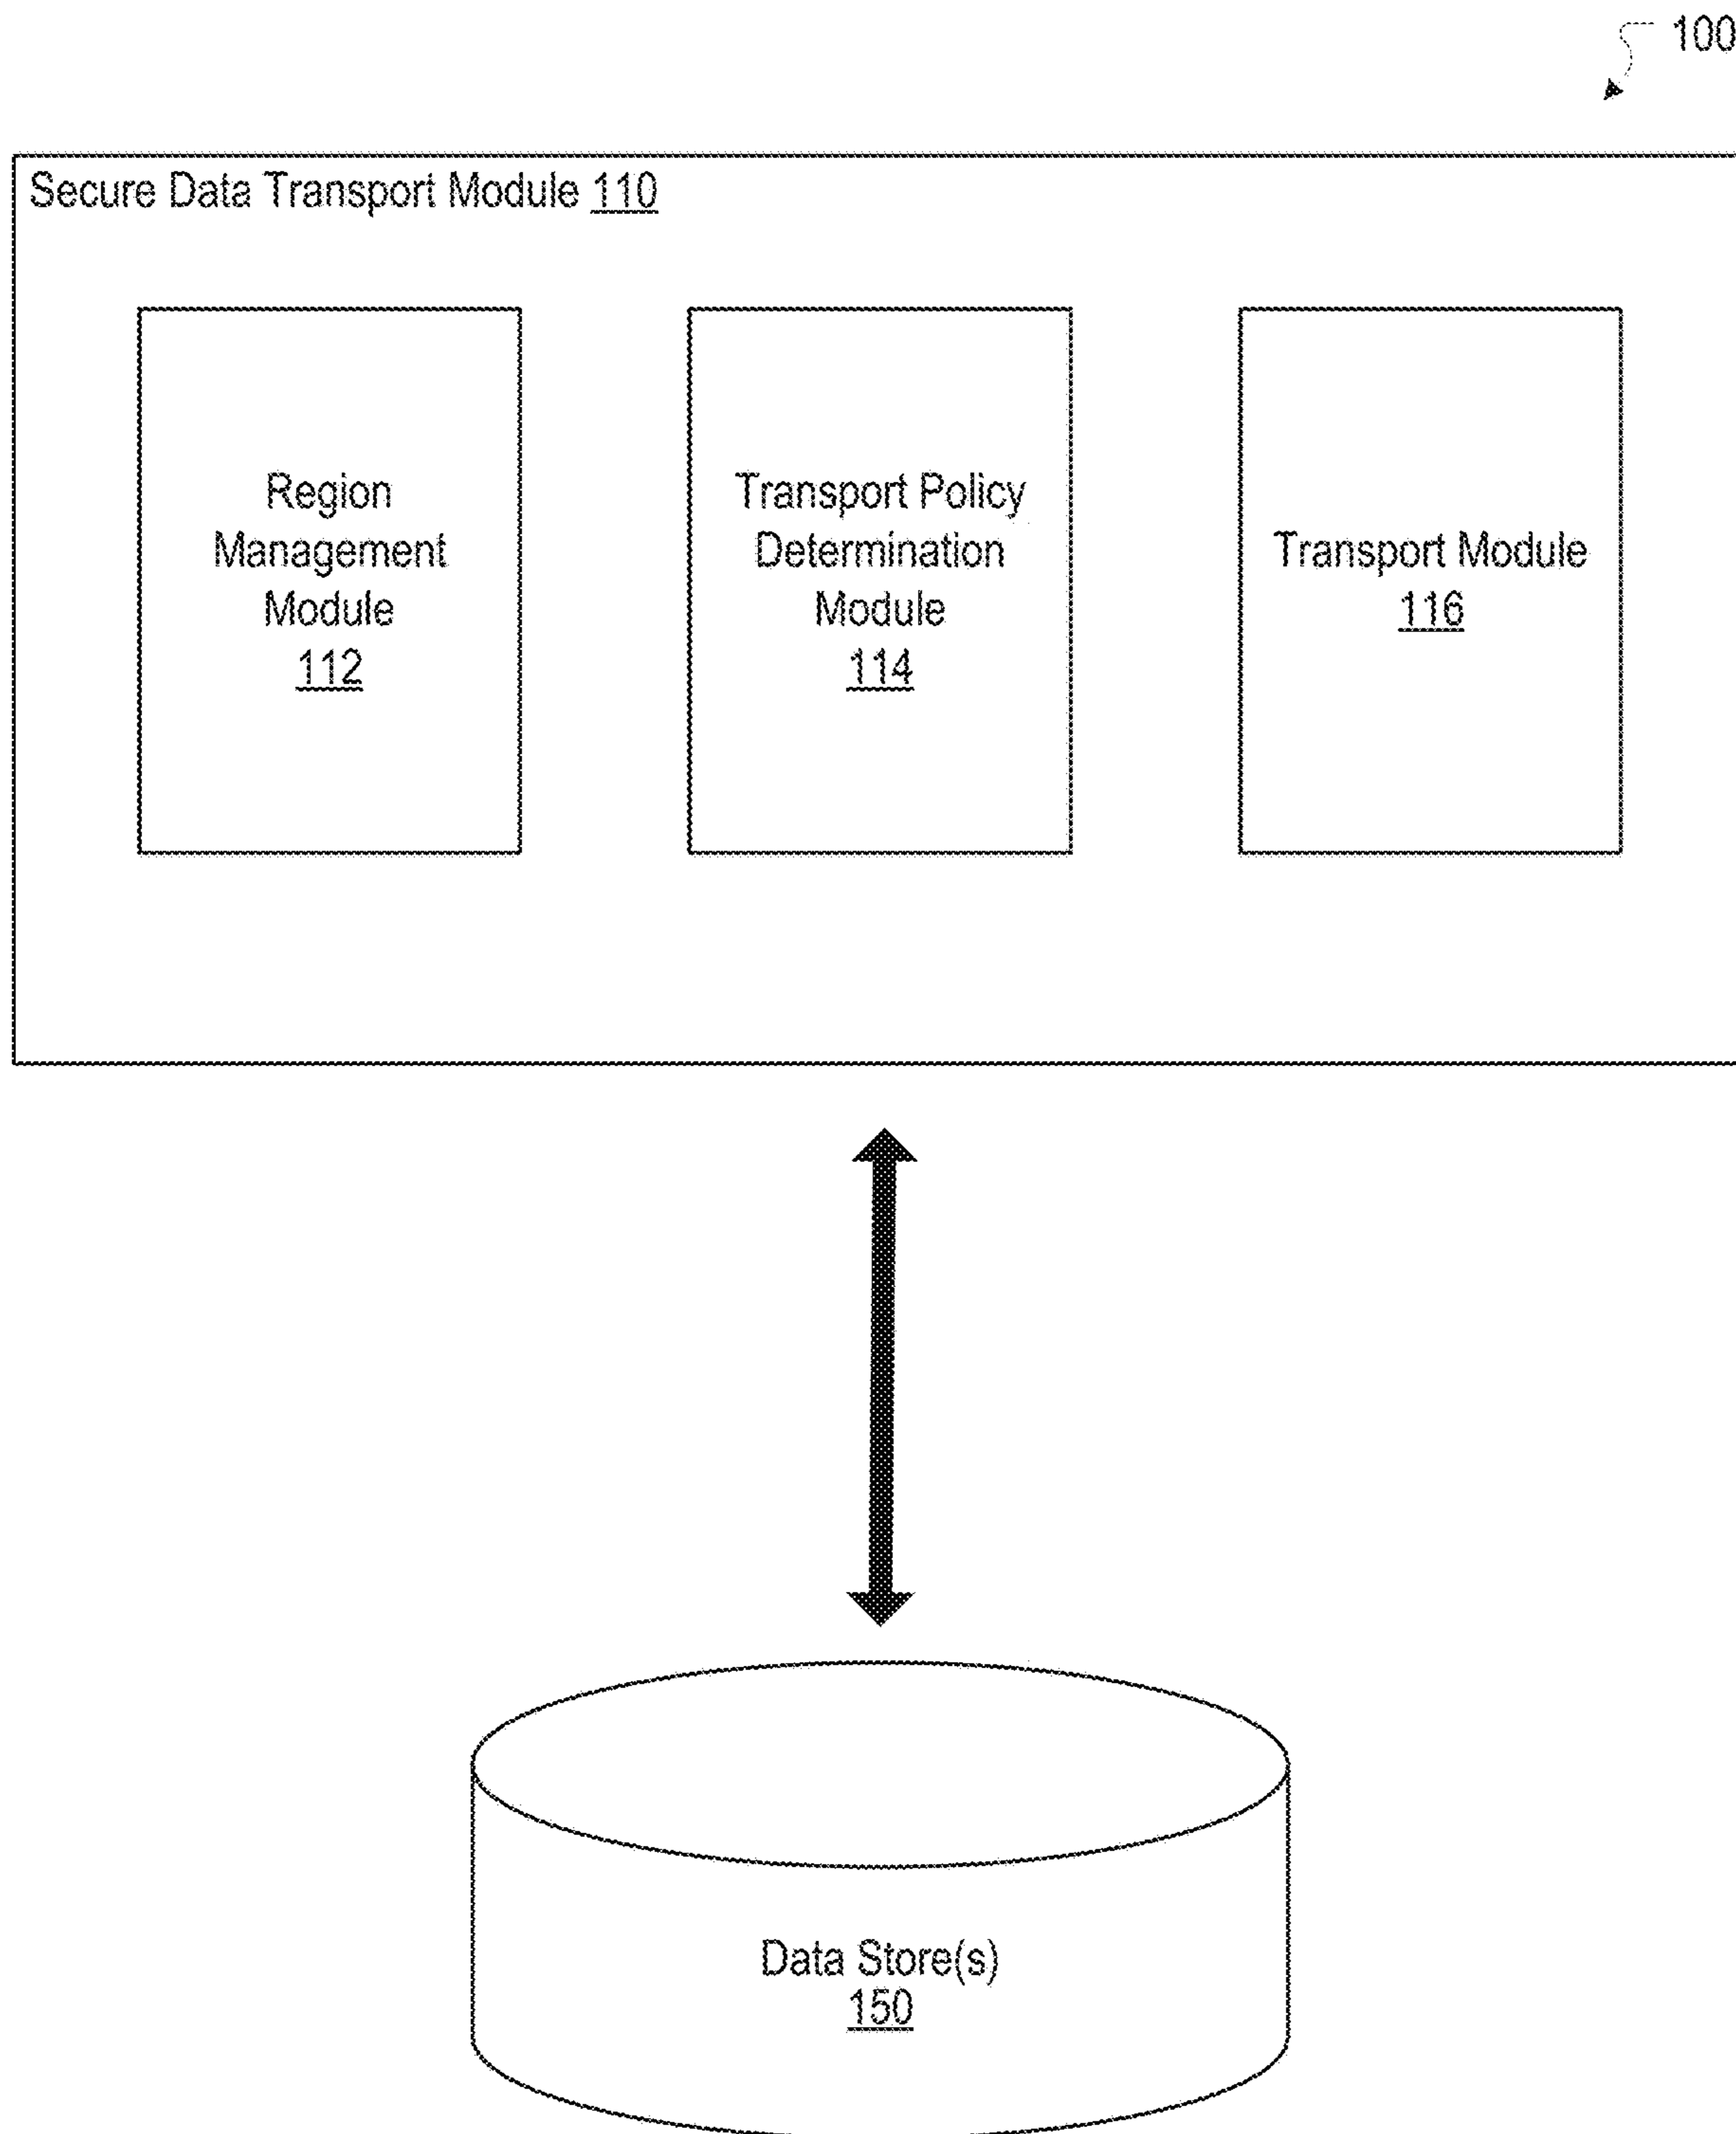 100
Secure Data Transport Module 110
Region
Management
Module
112
Transport Policy
Determination
Module
114
Transport Module
116
Data Store(s)
150